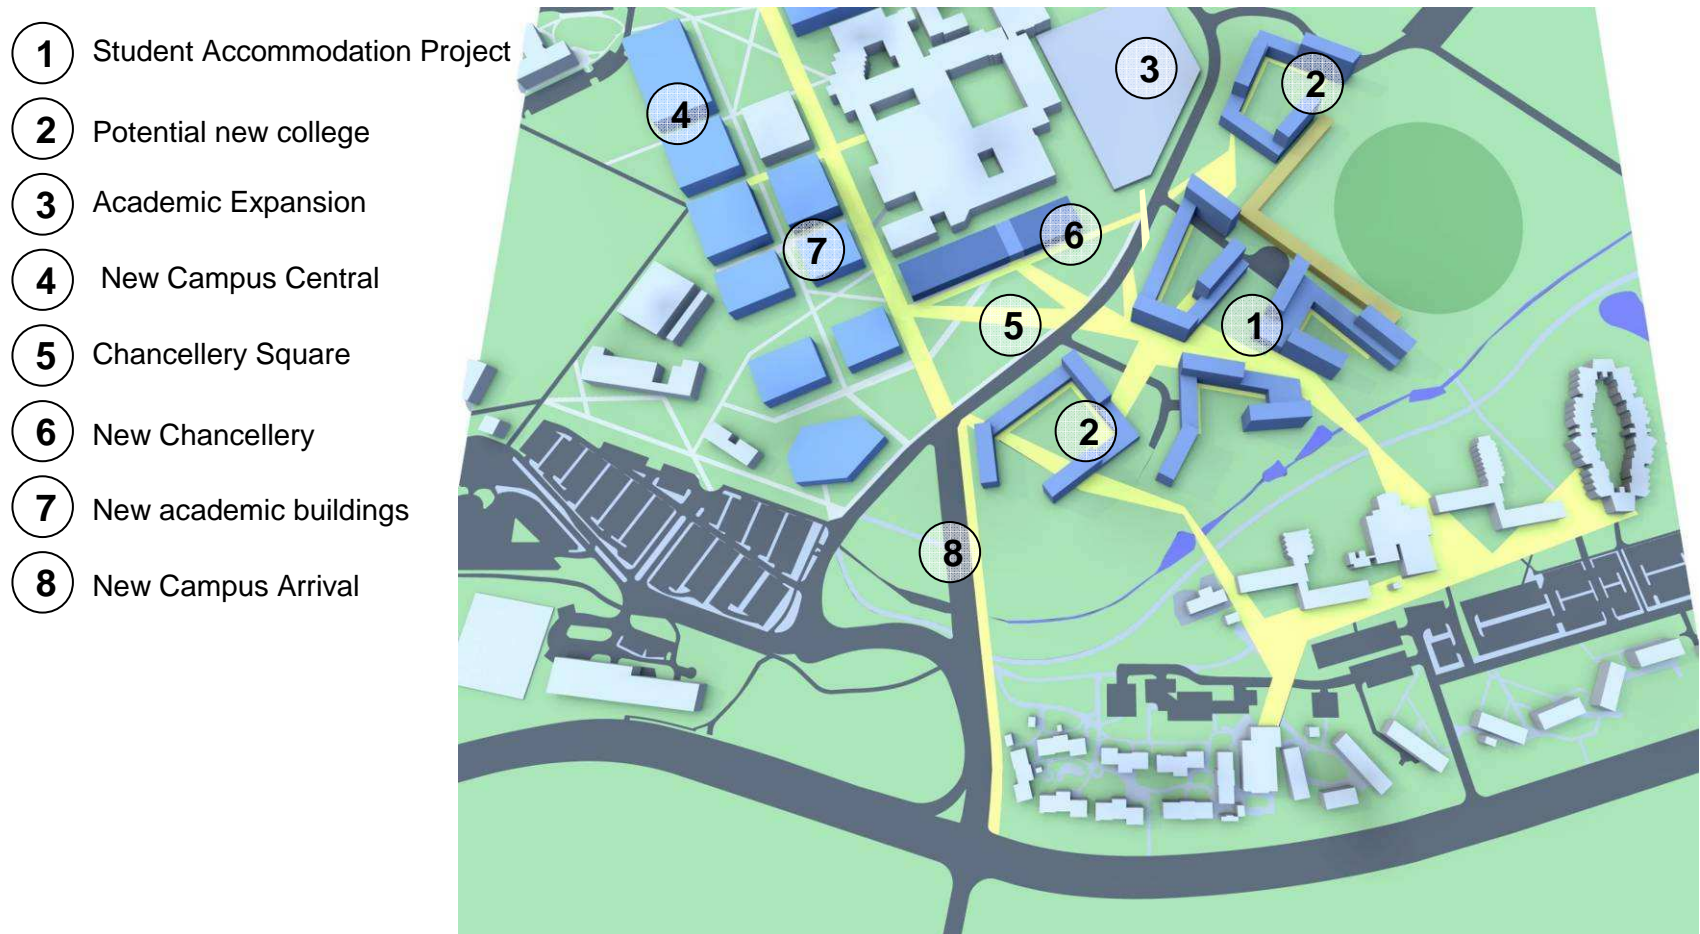 1 Student Accommodation Project
2 Potential new college
3 Academic Expansion
4 New Campus Central
5 Chancellery Square
6 New Chancellery
7 New academic buildings
8 New Campus Arrival
3
2
4
6
7
5
1
2
8